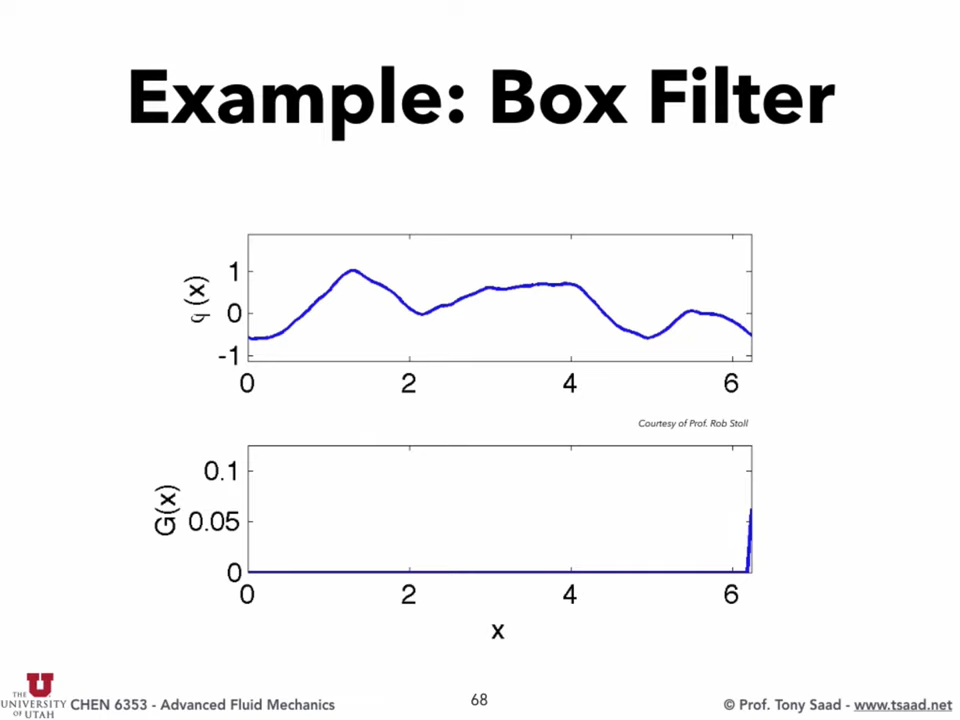 Example: Box Filter
φ (x)
1
0
-1
0 2 4 6
Courtesy of Prof. Rob Stoll
G(x)
0.1
0.05
0
0 2 4 6
x
U
THE
UNIVERSITY
OF UTAH
CHEN 6353 - Advanced Fluid Mechanics
68
© Prof. Tony Saad - www.tsaad.net